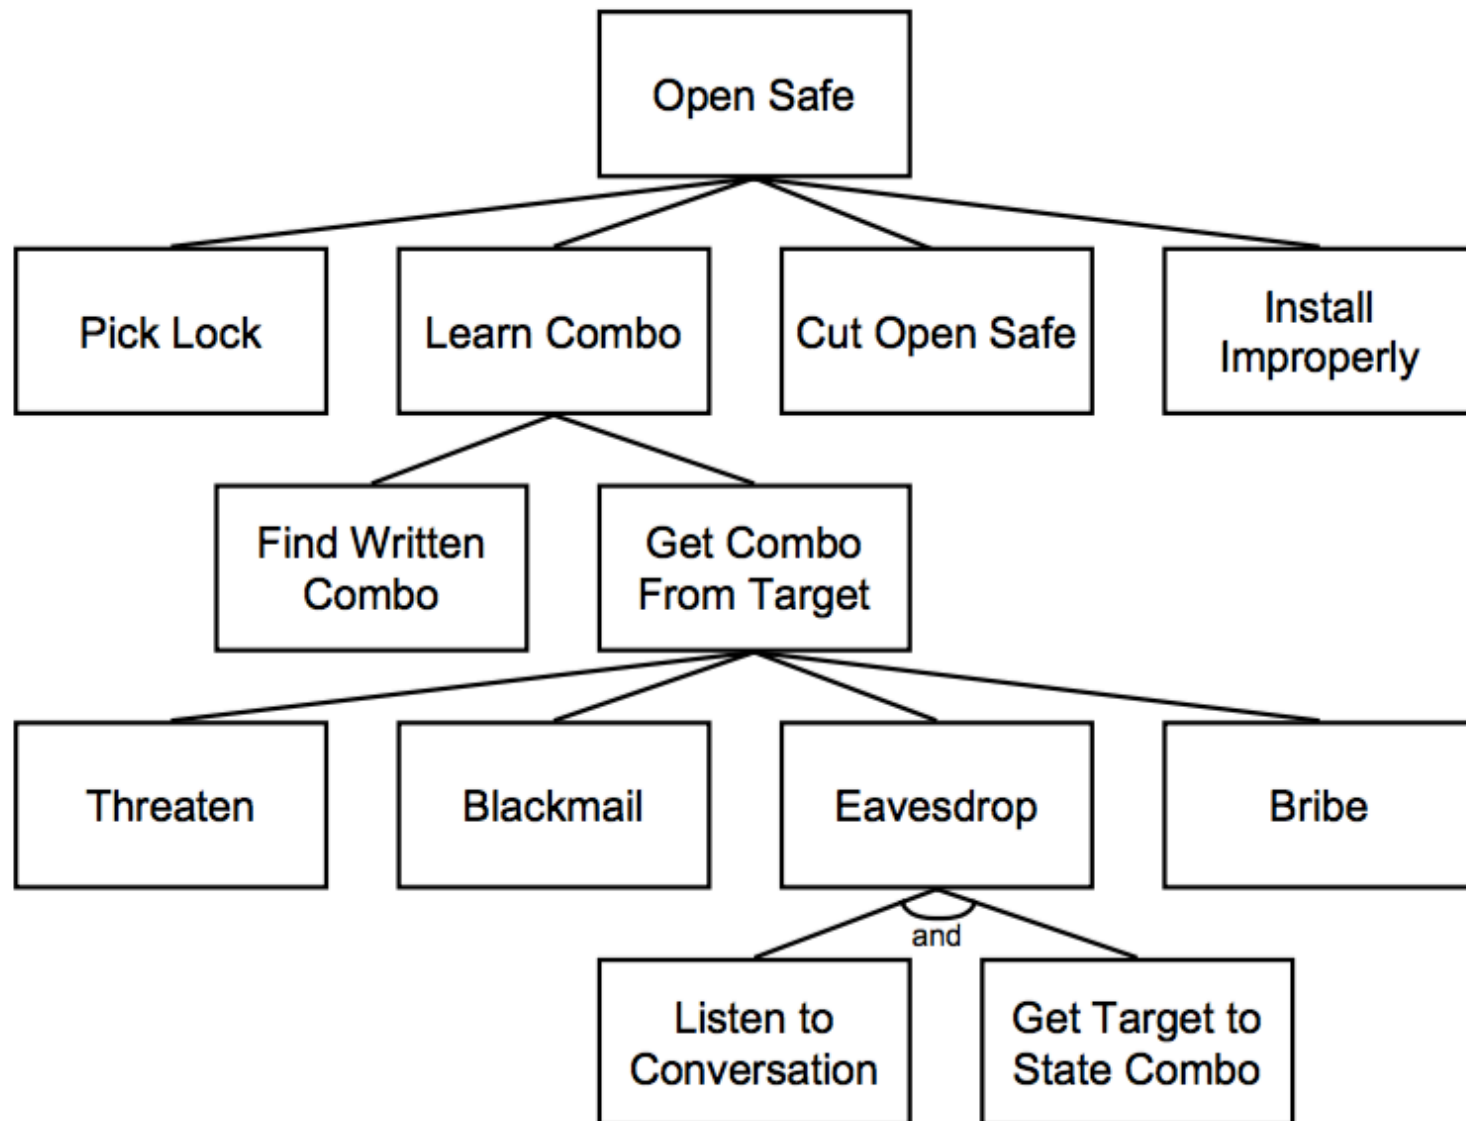 Open Safe
Pick Lock
Learn Combo
Cut Open Safe
Install
Improperly
Find Written
Combo
Get Combo
From Target
Threaten
Blackmail
Eavesdrop
Bribe
and
Listen to
Conversation
Get Target to
State Combo